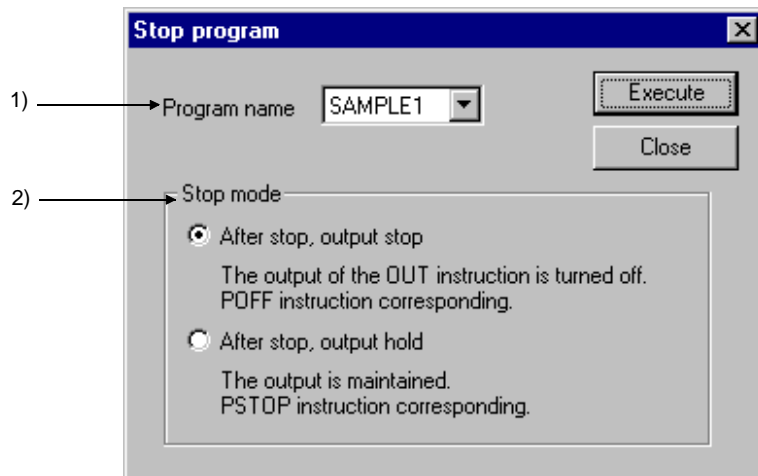 Stop program
1)
Program name
SAMPLE1
Execute
Close
2)
Stop mode
After stop, output stop
The output of the OUT instruction is turned off.
POFF instruction corresponding.
After stop, output hold
The output is maintained.
PSTOP instruction corresponding.